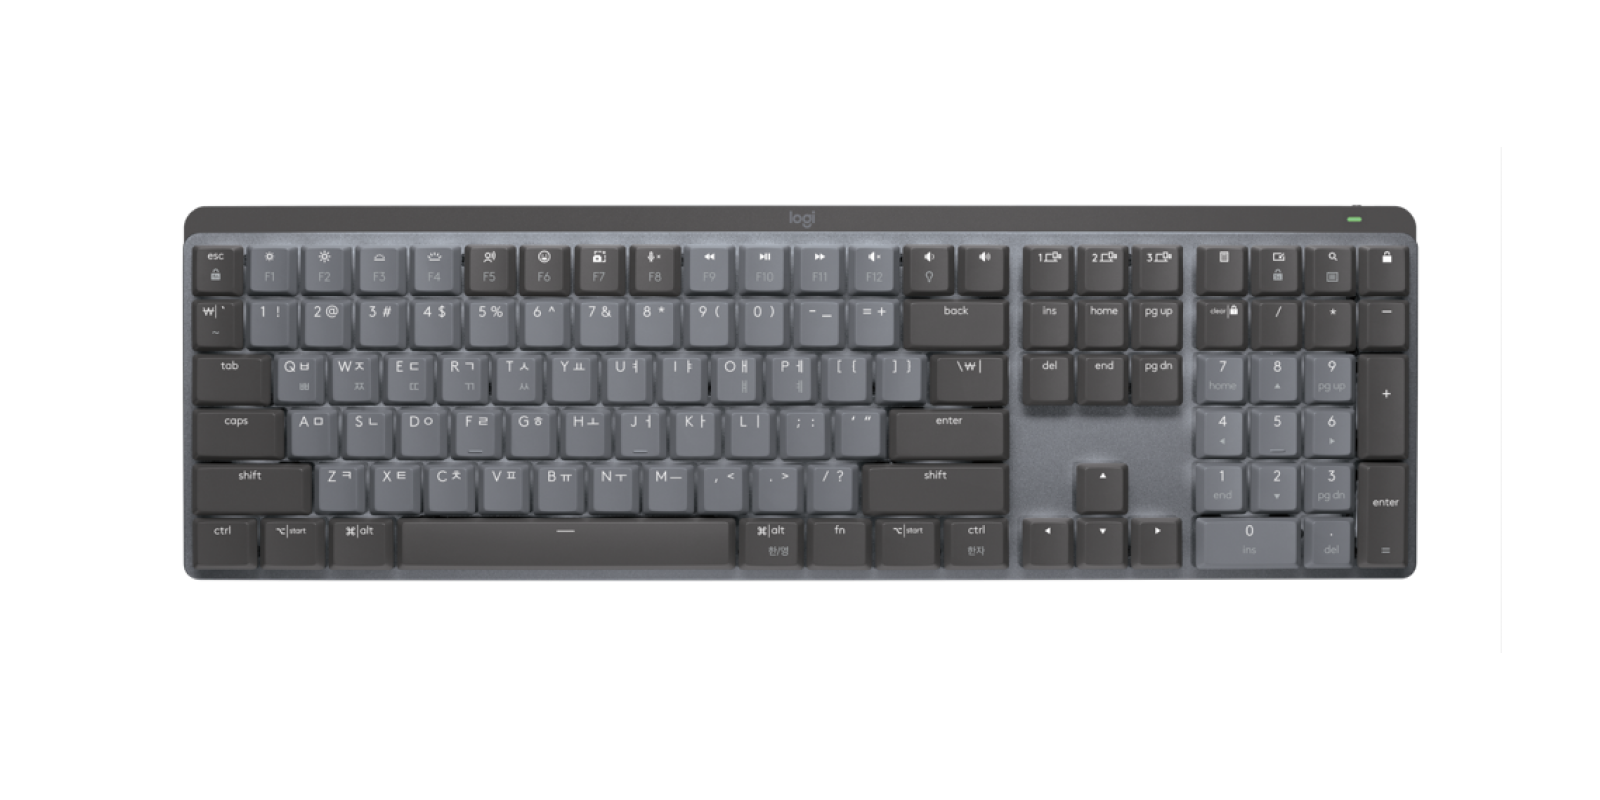 logi
esc F1 F2 F3 F4 F5 F6 F7 F8 F9 F10 F11 F12 1 2 3
₩| ` ~ 1 ! 2 @ 3 # 4 $ 5 % 6 ^ 7 & 8 * 9 ( 0 ) - _ = + back ins home pg up clear| / * −
tab Q ㅂ ㅃ W ㅈ ㅉ E ㄷ ㄸ R ㄱ ㄲ T ㅅ ㅆ Y ㅛ U ㅕ I ㅑ O ㅐ ㅒ P ㅔ ㅖ [ { ] } \ ₩ | del end pg dn 7 home 8 9 pg up +
caps A ㅁ S ㄴ D ㅇ F ㄹ G ㅎ H ㅗ J ㅓ K ㅏ L ㅣ ; : ' " enter 4 5 6
shift Z ㅋ X ㅌ C ㅊ V ㅍ B ㅠ N ㅜ M ㅡ , < . > / ? shift 1 end 2 3 pg dn enter =
ctrl ⌥|start ⌘|alt ⌘|alt 한/영 fn ⌥|start ctrl 한자 0 ins . del